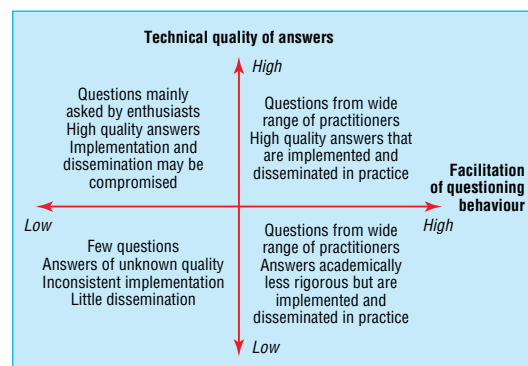 Technical quality of answers
High
Questions mainly
asked by enthusiasts
High quality answers
Implementation and
dissemination may be
compromised
Questions from wide
range of practitioners
High quality answers that
are implemented and
disseminated in practice
Facilitation
of questioning
behaviour
Low
High
Few questions
Answers of unknown quality
Inconsistent implementation
Little dissemination
Questions from wide
range of practitioners
Answers academically
less rigorous but are
implemented and
disseminated in practice
Low